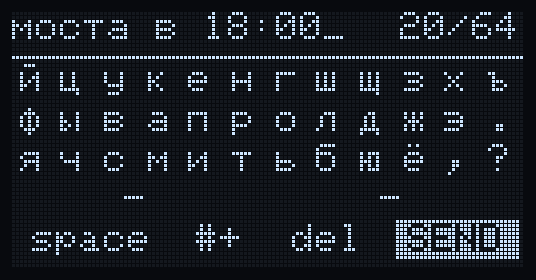 моста в 18:00_ 20/64
й ц у к е н г ш щ з х ъ
ф ы в а п р о л д ж э .
я ч с м и т ь б ю ё , ?
_ _
space #+ del SEND